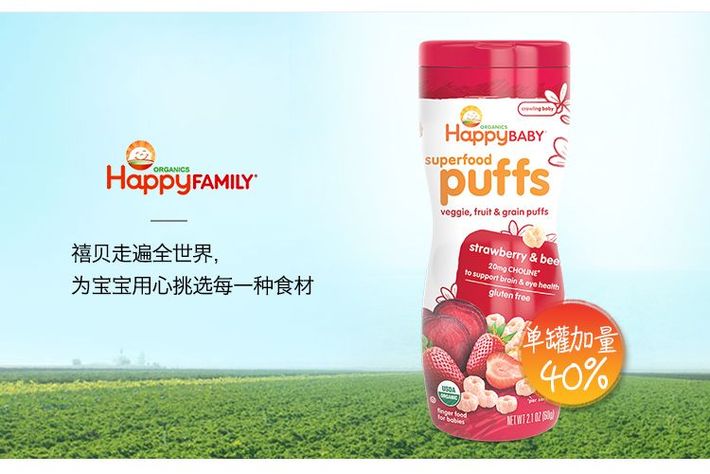 ORGANICS
HappyFAMILY
禧贝走遍全世界，
为宝宝用心挑选每一种食材
crawling baby
ORGANICS
HappyBABY
superfood
puffs
veggie, fruit & grain puffs
strawberry & beet
20mg CHOLINE*
to support brain & eye health
gluten free
单罐加量
40%
USDA
ORGANIC
finger food
for babies
NET WT 2.1 OZ (60g)